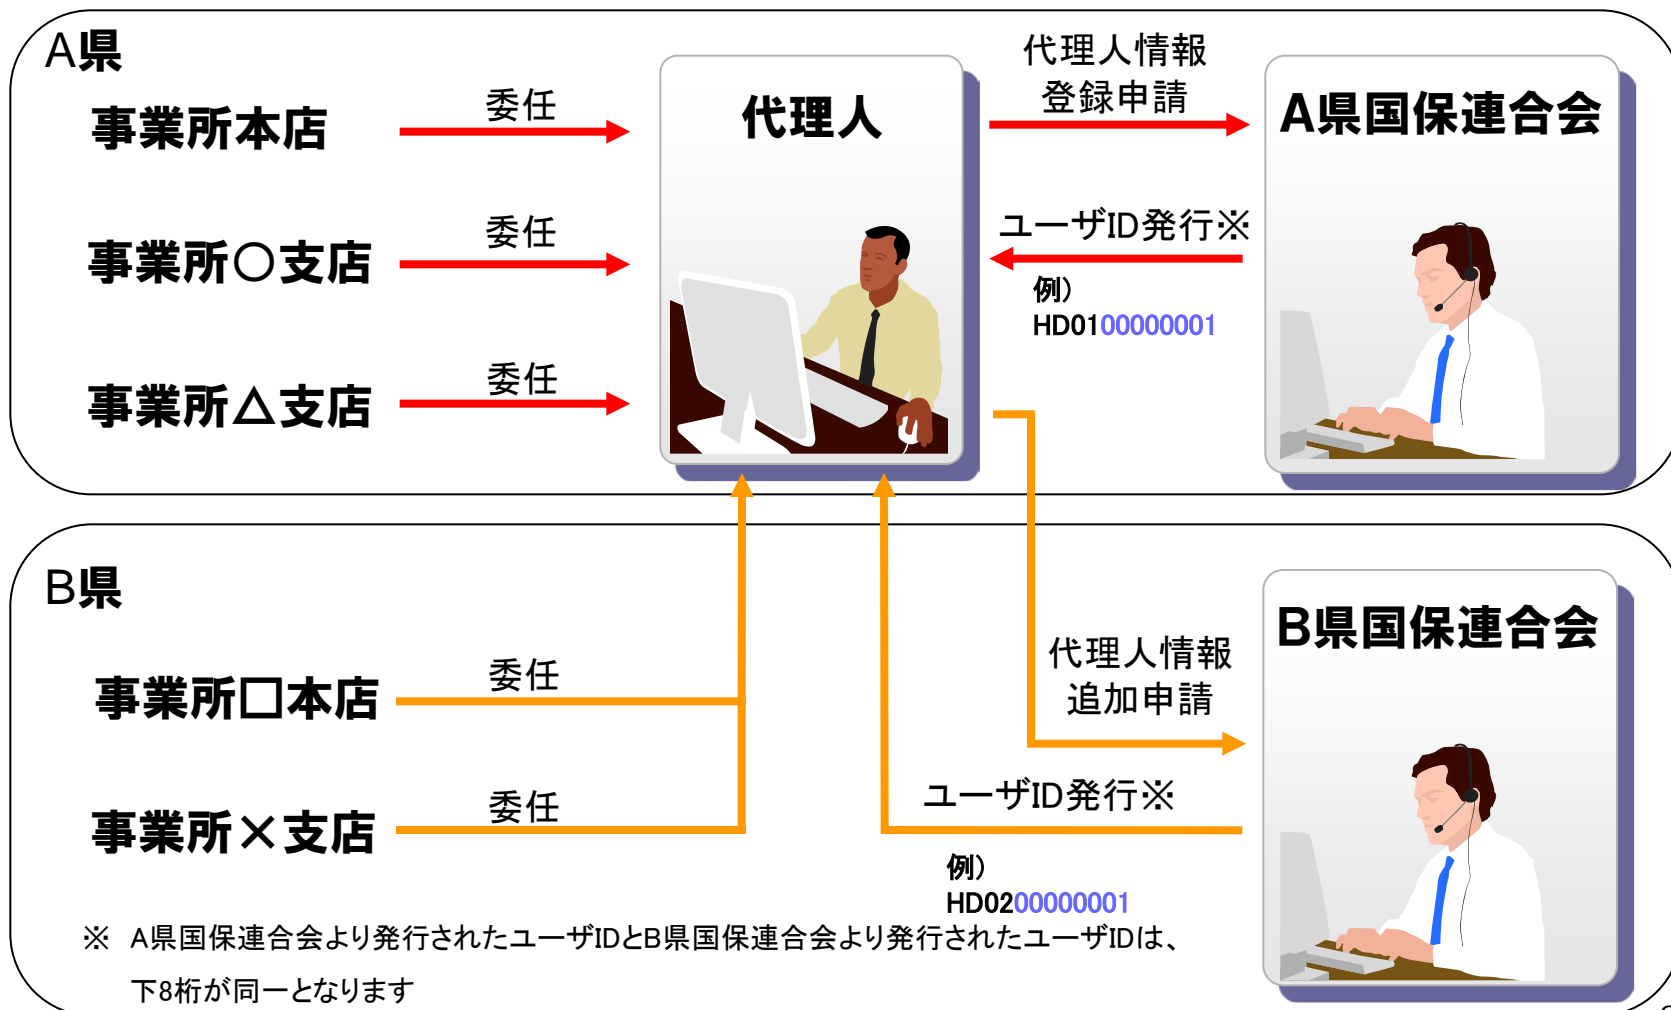 A県
事業所本店
委任
代理人
代理人情報
登録申請
A県国保連合会
事業所○支店
委任
ユーザID発行※
例)
HD0100000001
事業所△支店
委任
B県
B県国保連合会
事業所□本店
委任
代理人情報
追加申請
事業所×支店
委任
ユーザID発行※
例)
HD0200000001
※ A県国保連合会より発行されたユーザIDとB県国保連合会より発行されたユーザIDは、
下8桁が同一となります